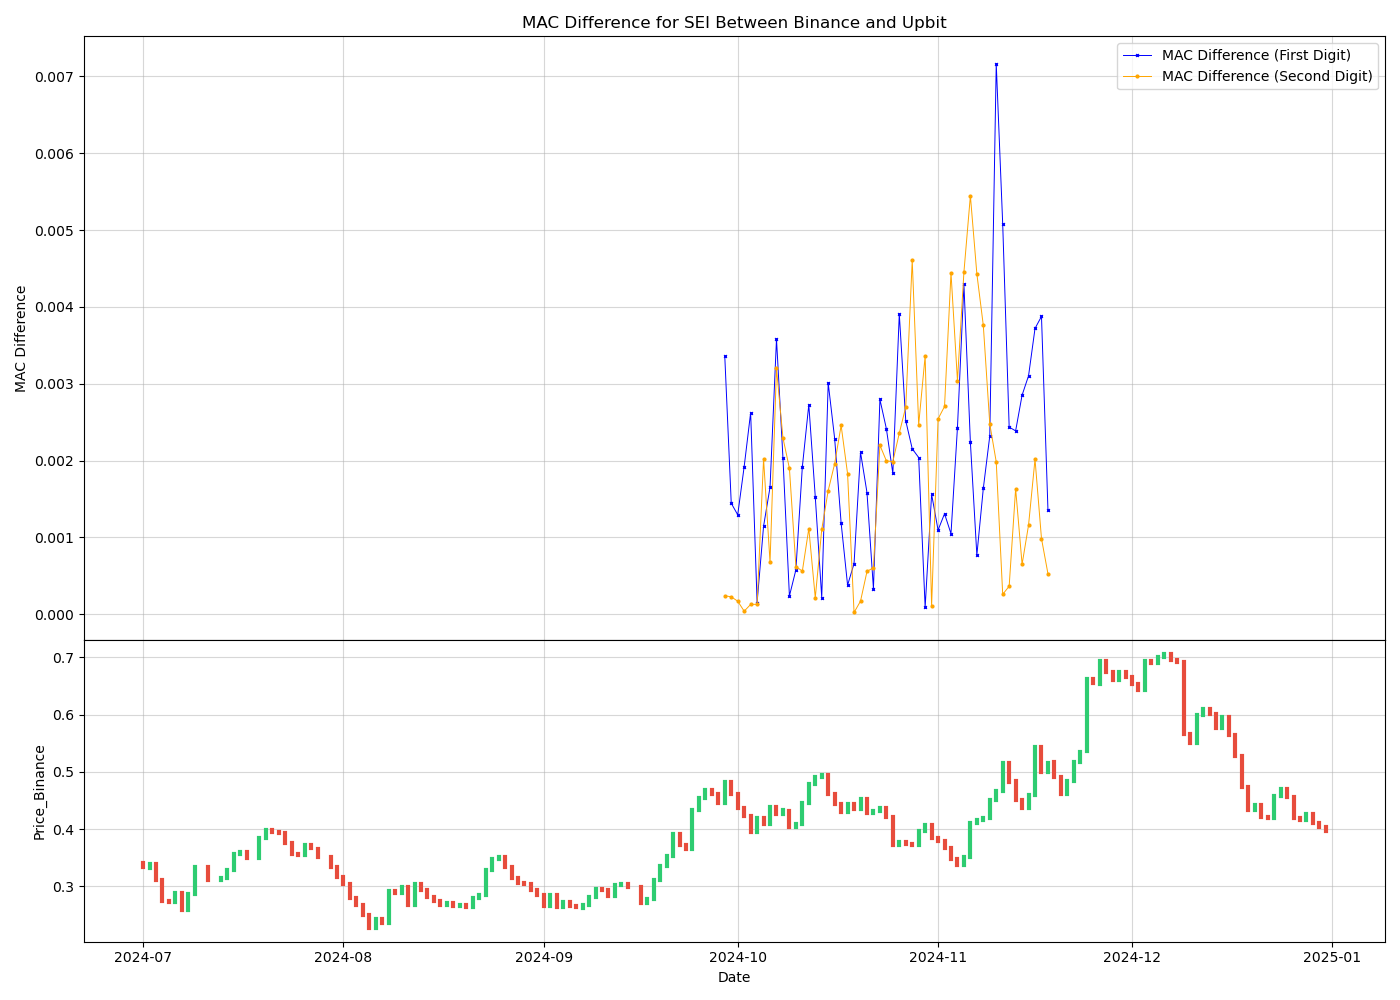 MAC Difference for SEI Between Binance and Upbit
MAC Difference (First Digit)
MAC Difference (Second Digit)
0.007
0.006
0.005
0.004
0.003
0.002
0.001
0.000
MAC Difference
0.7
0.6
0.5
0.4
0.3
Price_Binance
2024-07 2024-08 2024-09 2024-10 2024-11 2024-12 2025-01
Date